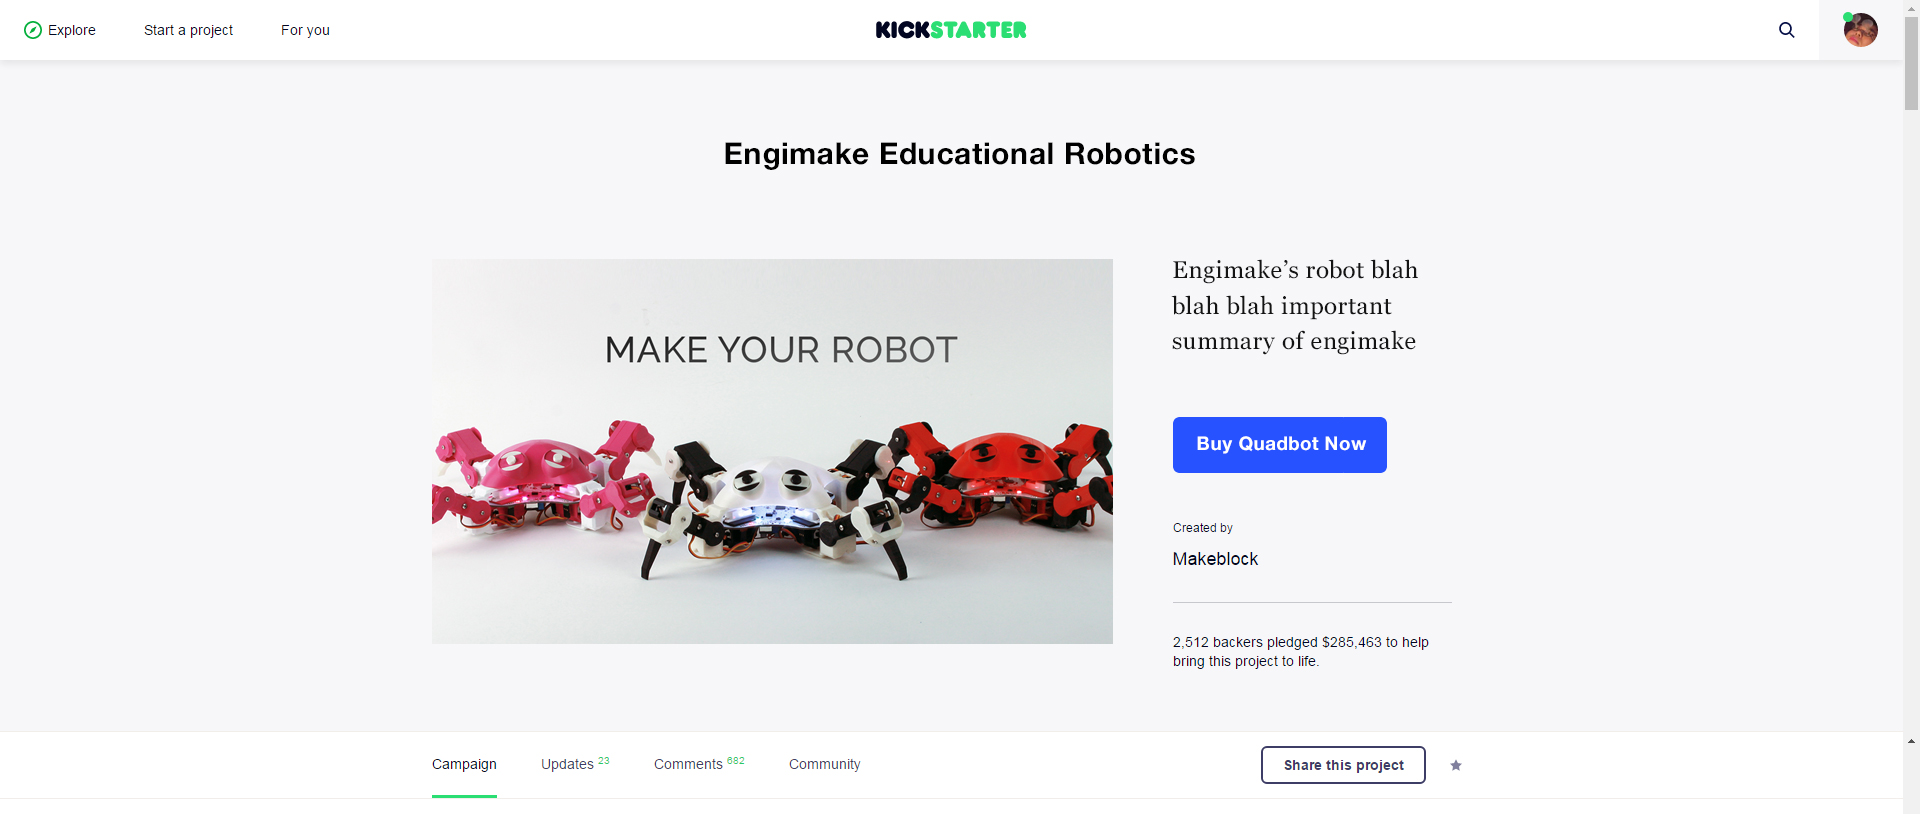 Explore
Start a project
For you
KICKSTARTER
Engimake Educational Robotics
MAKE YOUR ROBOT
Engimake’s robot blah
blah blah important
summary of engimake
Buy Quadbot Now
Created by
Makeblock
2,512 backers pledged $285,463 to help
bring this project to life.
Campaign
Updates 23
Comments 682
Community
Share this project